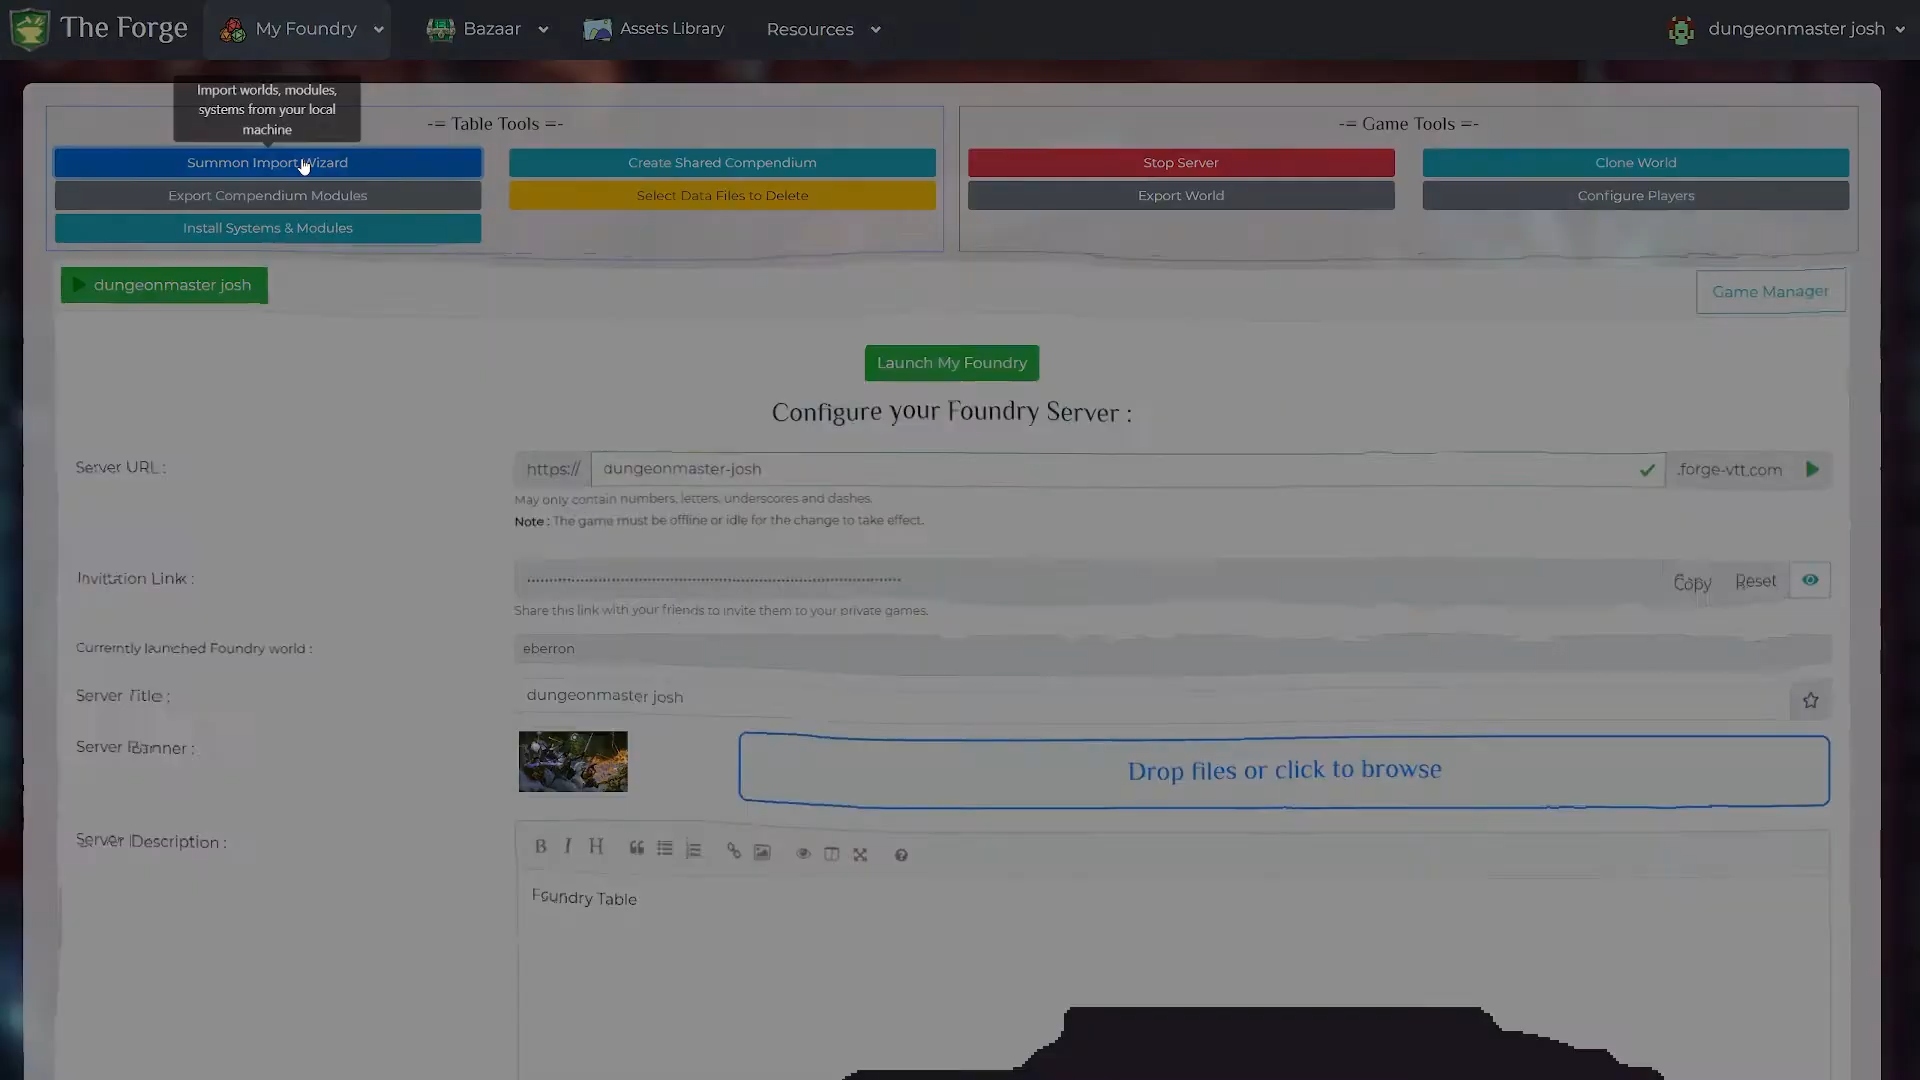 The Forge
My Foundry
Bazaar
Assets Library
Resources
dungeonmaster josh
Import worlds, modules,
systems from your local
machine
-= Table Tools =-
Summon Import Wizard
Create Shared Compendium
Export Compendium Modules
Select Data Files to Delete
Install Systems & Modules
-= Game Tools =-
Stop Server
Clone World
Export World
Configure Players
dungeonmaster josh
Game Manager
Launch My Foundry
Configure your Foundry Server :
Server URL :
https://
dungeonmaster-josh
.forge-vtt.com
May only contain numbers, letters, underscores and dashes.
Note : The game must be offline or idle for the change to take effect.
Invitation Link :
Copy
Reset
Share this link with your friends to invite them to your private games.
Currently launched Foundry world :
eberron
Server Title :
dungeonmaster josh
Server Banner :
Drop files or click to browse
Server Description :
B I H
Foundry Table